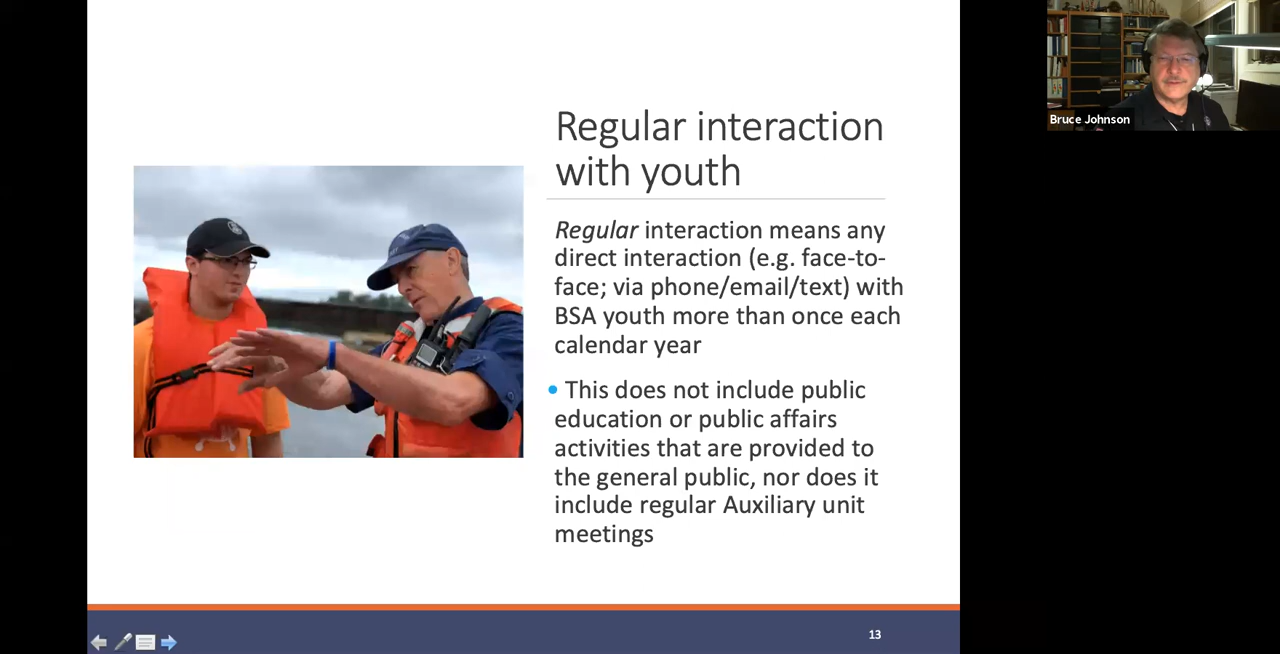 Regular interaction
with youth
Regular interaction means any
direct interaction (e.g. face-to-
face; via phone/email/text) with
BSA youth more than once each
calendar year
• This does not include public
education or public affairs
activities that are provided to
the general public, nor does it
include regular Auxiliary unit
meetings
13
Bruce Johnson